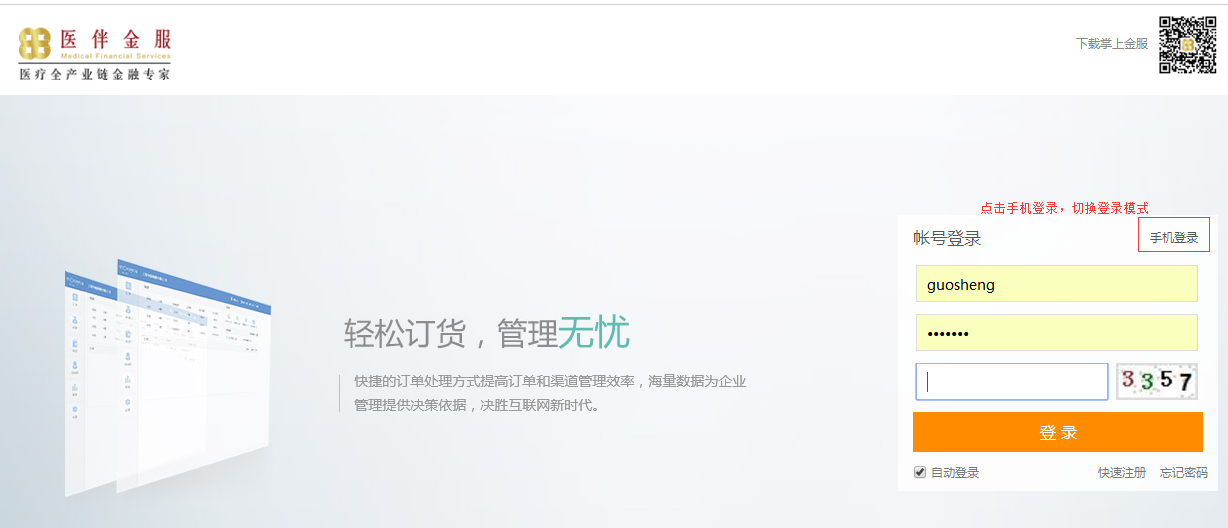 医伴金服
Medical Financial Services
医疗全产业链金融专家
下载掌上金服
点击手机登录，切换登录模式
帐号登录
手机登录
guosheng
•••••••
3357
登 录
自动登录
快速注册 忘记密码
轻松订货，管理无忧
快捷的订单处理方式提高订单和渠道管理效率，海量数据为企业
管理提供决策依据，决胜互联网新时代。